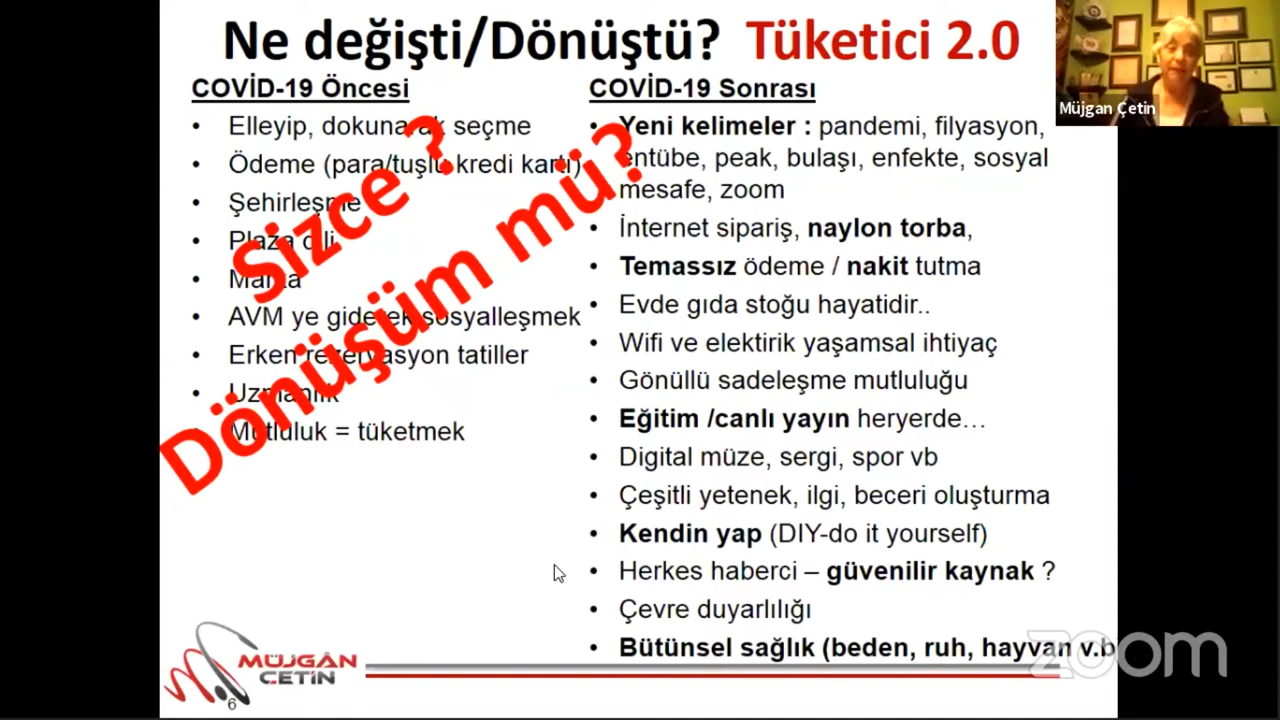 Ne değişti/Dönüştü? Tüketici 2.0
COVİD-19 Öncesi
• Elleyip, dokunarak seçme
• Ödeme (para/tuşlu kredi kartı)
• Şehirleşme
• Plaza dili
• Marka
• AVM ye giderek sosyalleşmek
• Erken rezervasyon tatiller
• Uzmanlık
• Mutluluk = tüketmek
Sizce ?
Dönüşüm mü?
COVİD-19 Sonrası
• Yeni kelimeler : pandemi, filyasyon,
entübe, peak, bulaşı, enfekte, sosyal
mesafe, zoom
• İnternet sipariş, naylon torba,
• Temassız ödeme / nakit tutma
• Evde gıda stoğu hayatidir..
• Wifi ve elektirik yaşamsal ihtiyaç
• Gönüllü sadeleşme mutluluğu
• Eğitim /canlı yayın heryerde…
• Digital müze, sergi, spor vb
• Çeşitli yetenek, ilgi, beceri oluşturma
• Kendin yap (DIY-do it yourself)
• Herkes haberci – güvenilir kaynak ?
• Çevre duyarlılığı
• Bütünsel sağlık (beden, ruh, hayvan v.b
Müjgan Çetin
MÜJGÂN
ÇETİN
6
zoom